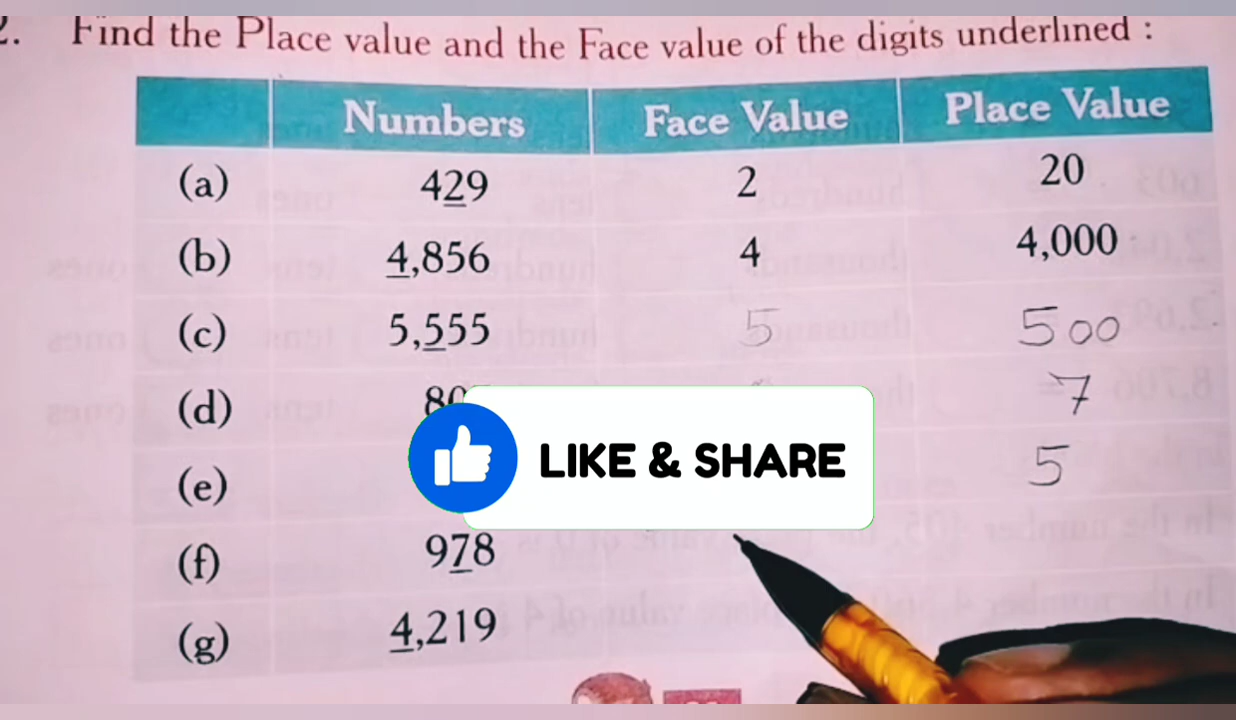 2. Find the Place value and the Face value of the digits underlined :
Numbers Face Value Place Value
(a) 429 2 20
(b) 4,856 4 4,000
(c) 5,555 5 500
(d) 7
(e) 5
LIKE & SHARE
(f) 978
(g) 4,219